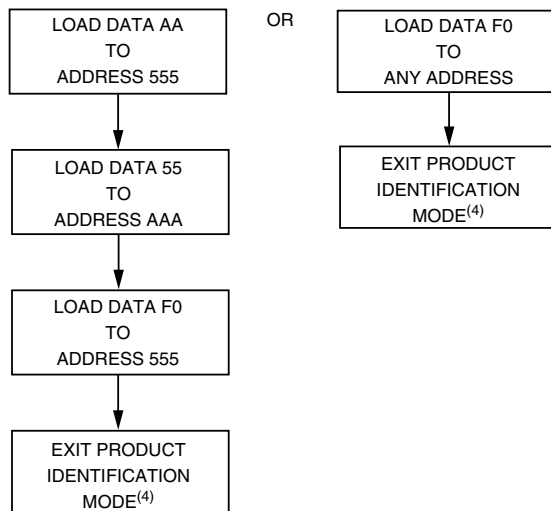 LOAD DATA AA
TO
ADDRESS 555
LOAD DATA 55
TO
ADDRESS AAA
LOAD DATA F0
TO
ADDRESS 555
EXIT PRODUCT
IDENTIFICATION
MODE(4)
OR
LOAD DATA F0
TO
ANY ADDRESS
EXIT PRODUCT
IDENTIFICATION
MODE(4)